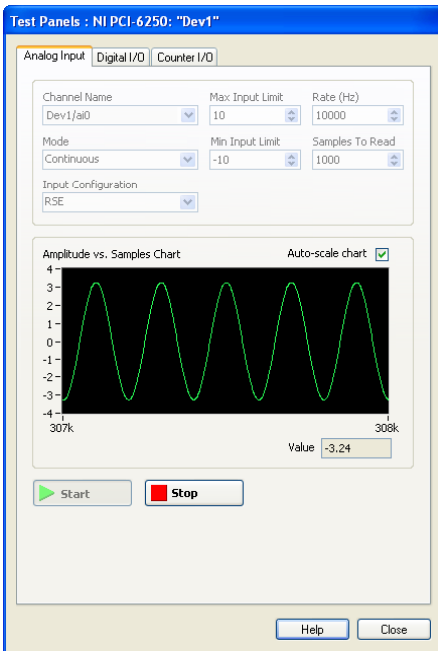 Test Panels : NI PCI-6250: "Dev1"
Analog Input Digital I/O Counter I/O
Channel Name Max Input Limit Rate (Hz)
Dev1/ai0 10 10000
Mode Min Input Limit Samples To Read
Continuous -10 1000
Input Configuration
RSE
Amplitude vs. Samples Chart Auto-scale chart
4
3
2
1
0
-1
-2
-3
-4
307k 308k
Value -3.24
Start Stop
Help Close